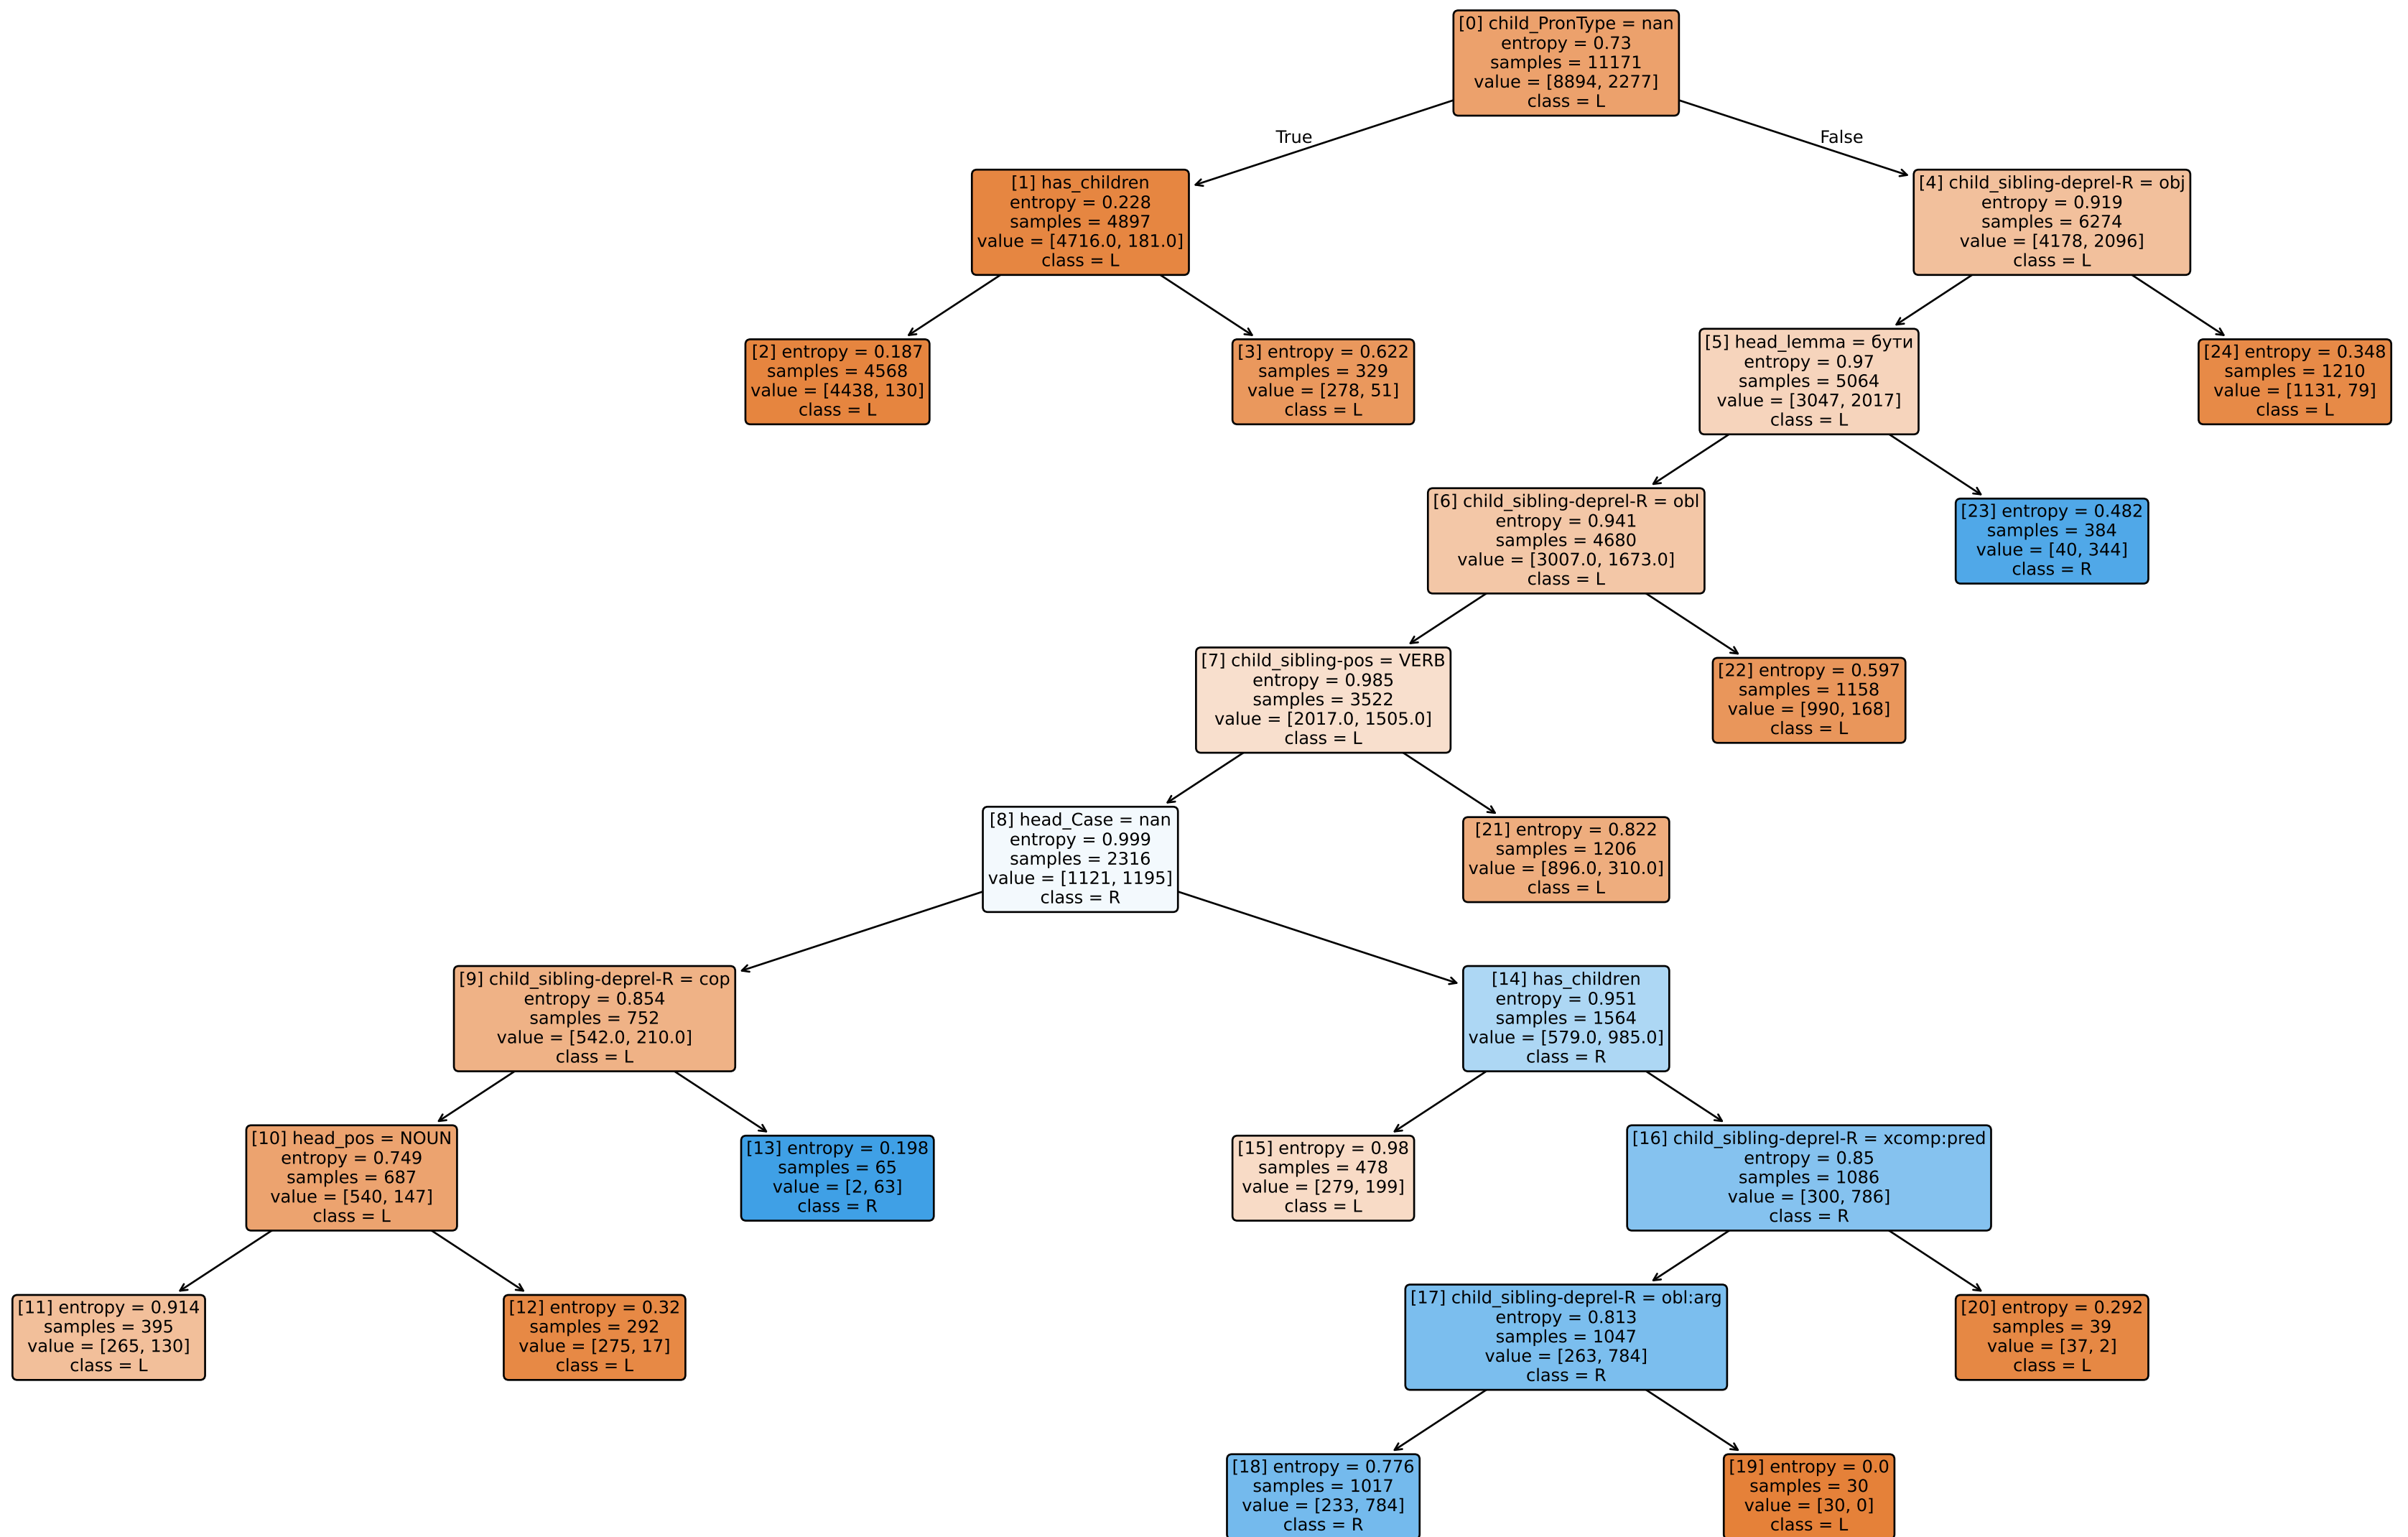 [0] child_PronType = nan
entropy = 0.73
samples = 11171
value = [8894, 2277]
class = L
True
False
[1] has_children
entropy = 0.228
samples = 4897
value = [4716.0, 181.0]
class = L
[4] child_sibling-deprel-R = obj
entropy = 0.919
samples = 6274
value = [4178, 2096]
class = L
[2] entropy = 0.187
samples = 4568
value = [4438, 130]
class = L
[3] entropy = 0.622
samples = 329
value = [278, 51]
class = L
[5] head_lemma = бути
entropy = 0.97
samples = 5064
value = [3047, 2017]
class = L
[24] entropy = 0.348
samples = 1210
value = [1131, 79]
class = L
[6] child_sibling-deprel-R = obl
entropy = 0.941
samples = 4680
value = [3007.0, 1673.0]
class = L
[23] entropy = 0.482
samples = 384
value = [40, 344]
class = R
[7] child_sibling-pos = VERB
entropy = 0.985
samples = 3522
value = [2017.0, 1505.0]
class = L
[22] entropy = 0.597
samples = 1158
value = [990, 168]
class = L
[8] head_Case = nan
entropy = 0.999
samples = 2316
value = [1121, 1195]
class = R
[21] entropy = 0.822
samples = 1206
value = [896.0, 310.0]
class = L
[9] child_sibling-deprel-R = cop
entropy = 0.854
samples = 752
value = [542.0, 210.0]
class = L
[14] has_children
entropy = 0.951
samples = 1564
value = [579.0, 985.0]
class = R
[10] head_pos = NOUN
entropy = 0.749
samples = 687
value = [540, 147]
class = L
[13] entropy = 0.198
samples = 65
value = [2, 63]
class = R
[15] entropy = 0.98
samples = 478
value = [279, 199]
class = L
[16] child_sibling-deprel-R = xcomp:pred
entropy = 0.85
samples = 1086
value = [300, 786]
class = R
[11] entropy = 0.914
samples = 395
value = [265, 130]
class = L
[12] entropy = 0.32
samples = 292
value = [275, 17]
class = L
[17] child_sibling-deprel-R = obl:arg
entropy = 0.813
samples = 1047
value = [263, 784]
class = R
[20] entropy = 0.292
samples = 39
value = [37, 2]
class = L
[18] entropy = 0.776
samples = 1017
value = [233, 784]
class = R
[19] entropy = 0.0
samples = 30
value = [30, 0]
class = L